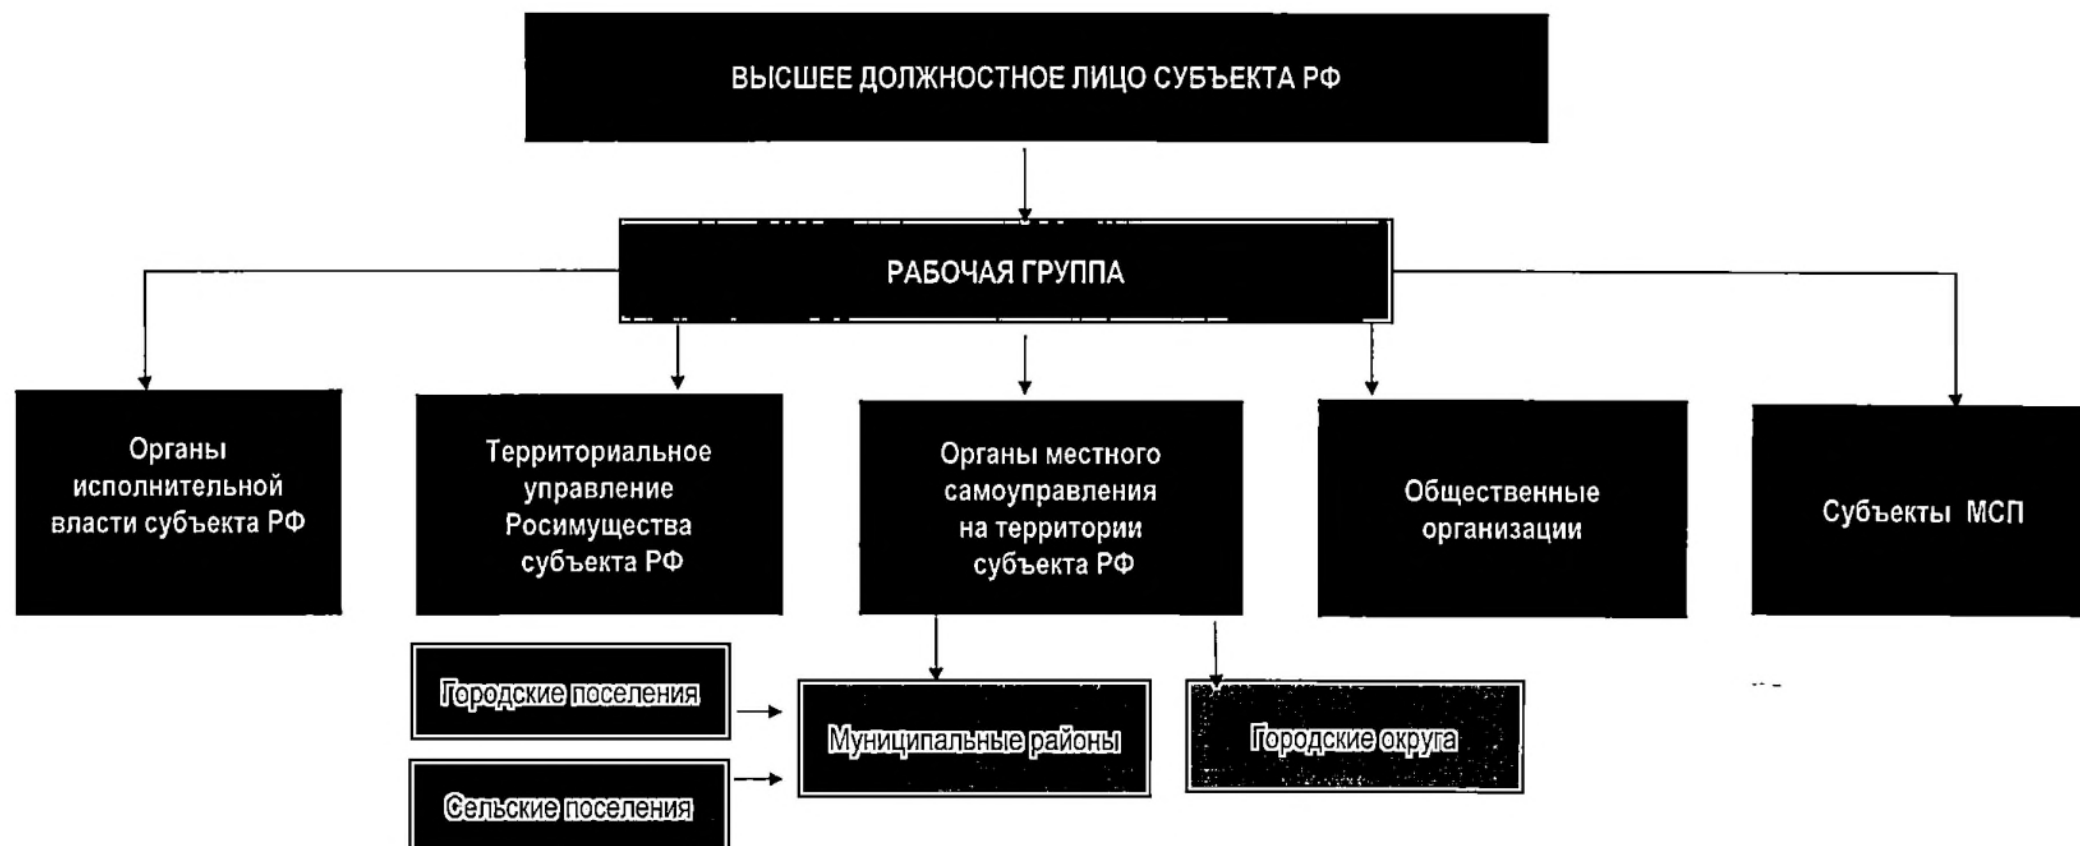 ВЫСШЕЕ ДОЛЖНОСТНОЕ ЛИЦО СУБЪЕКТА РФ
РАБОЧАЯ ГРУППА
Органы
исполнительной
власти субъекта РФ
Территориальное
управление
Росимущества
субъекта РФ
Органы местного
самоуправления
на территории
субъекта РФ
Общественные
организации
Субъекты МСП
Городские поселения
Муниципальные районы
Городские округа
Сельские поселения